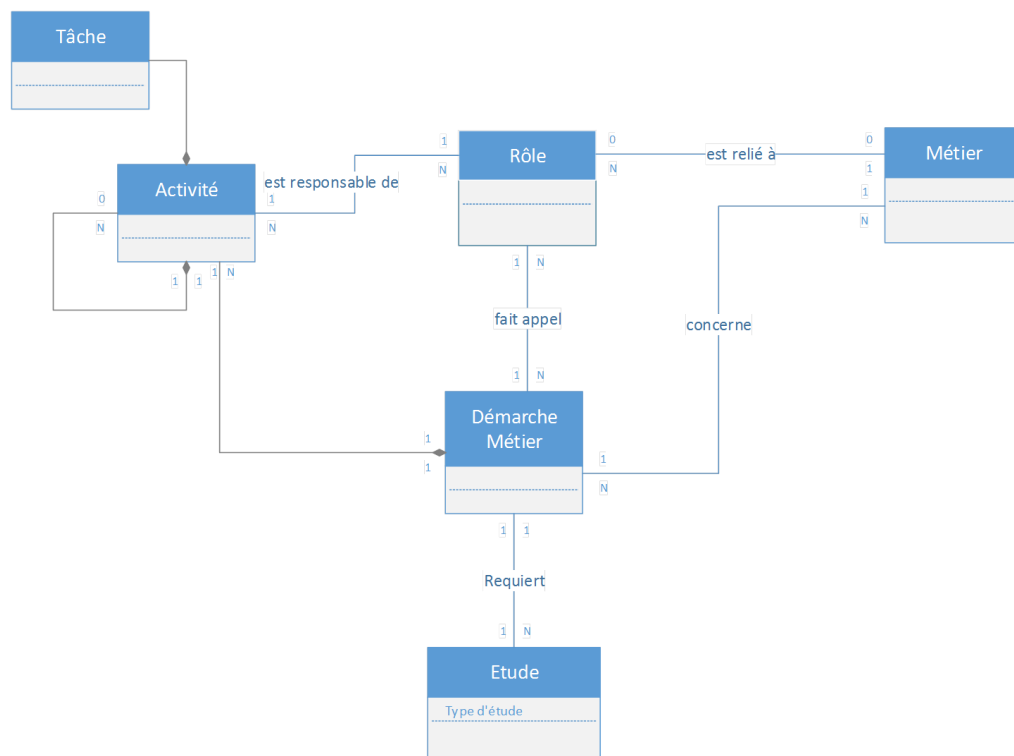 Tâche
1
0
0
Rôle
Métier
est relié à
N
N
1
Activité
est responsable de
0
1
1
N
N
N
1
1
1
N
1
N
fait appel
concerne
1
N
Démarche
Métier
1
1
1
N
1
1
Requiert
1
N
Etude
Type d'étude